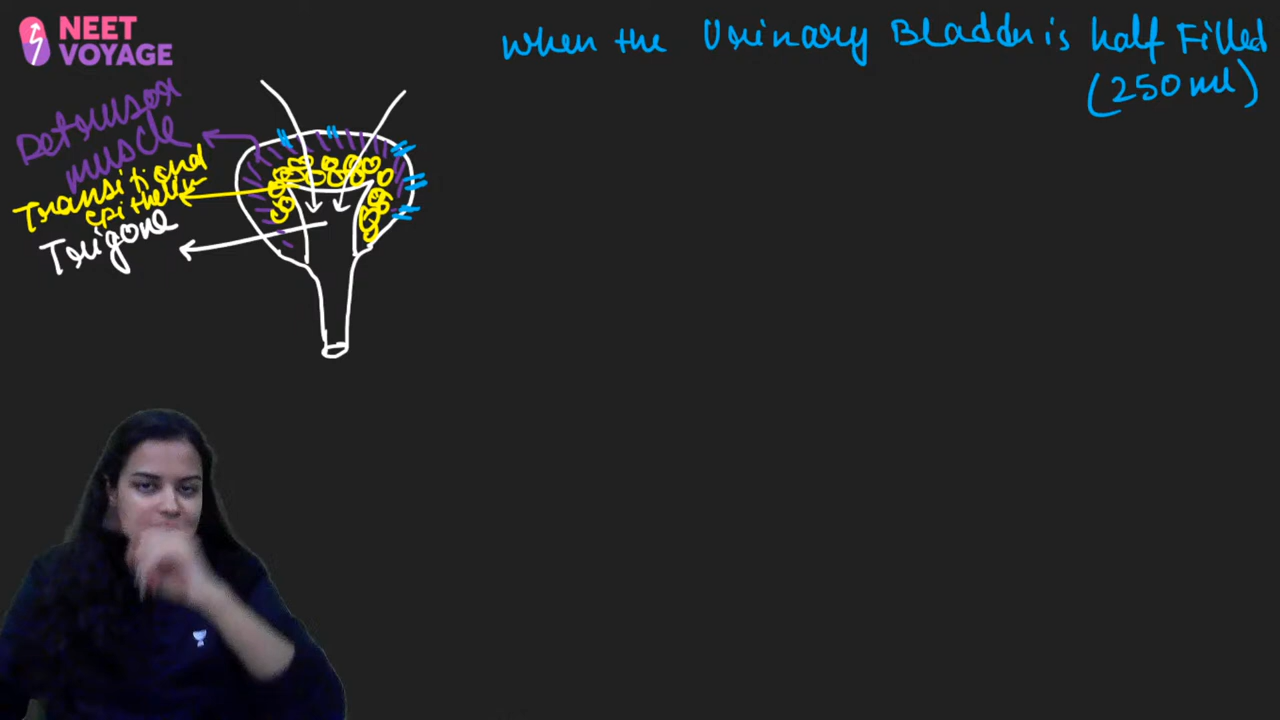 NEET
VOYAGE
When the Urinary Bladder is half Filled
(250 ml)
Detrusor
muscle
Transitional
epithelium
Trigone